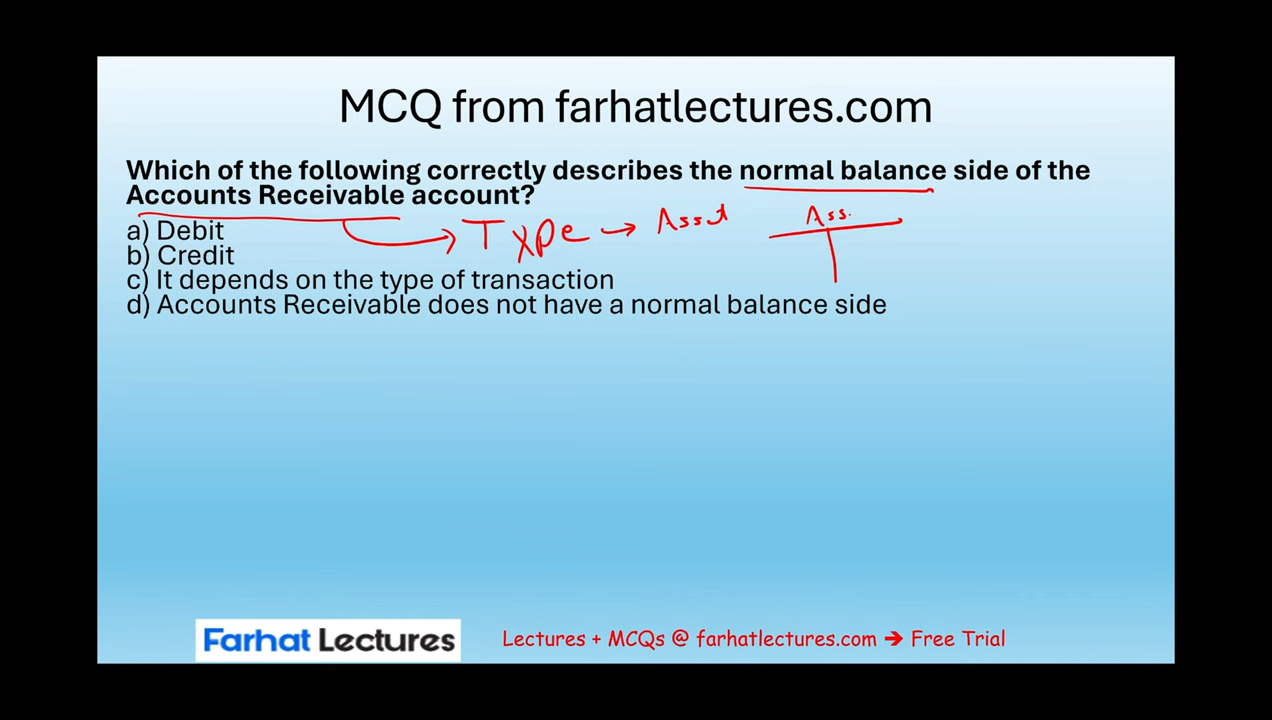 MCQ from farhatlectures.com
Which of the following correctly describes the normal balance side of the
Accounts Receivable account?
a) Debit
Type → Asset
Ass.
b) Credit
c) It depends on the type of transaction
d) Accounts Receivable does not have a normal balance side
Farhat Lectures
Lectures + MCQs @ farhatlectures.com → Free Trial